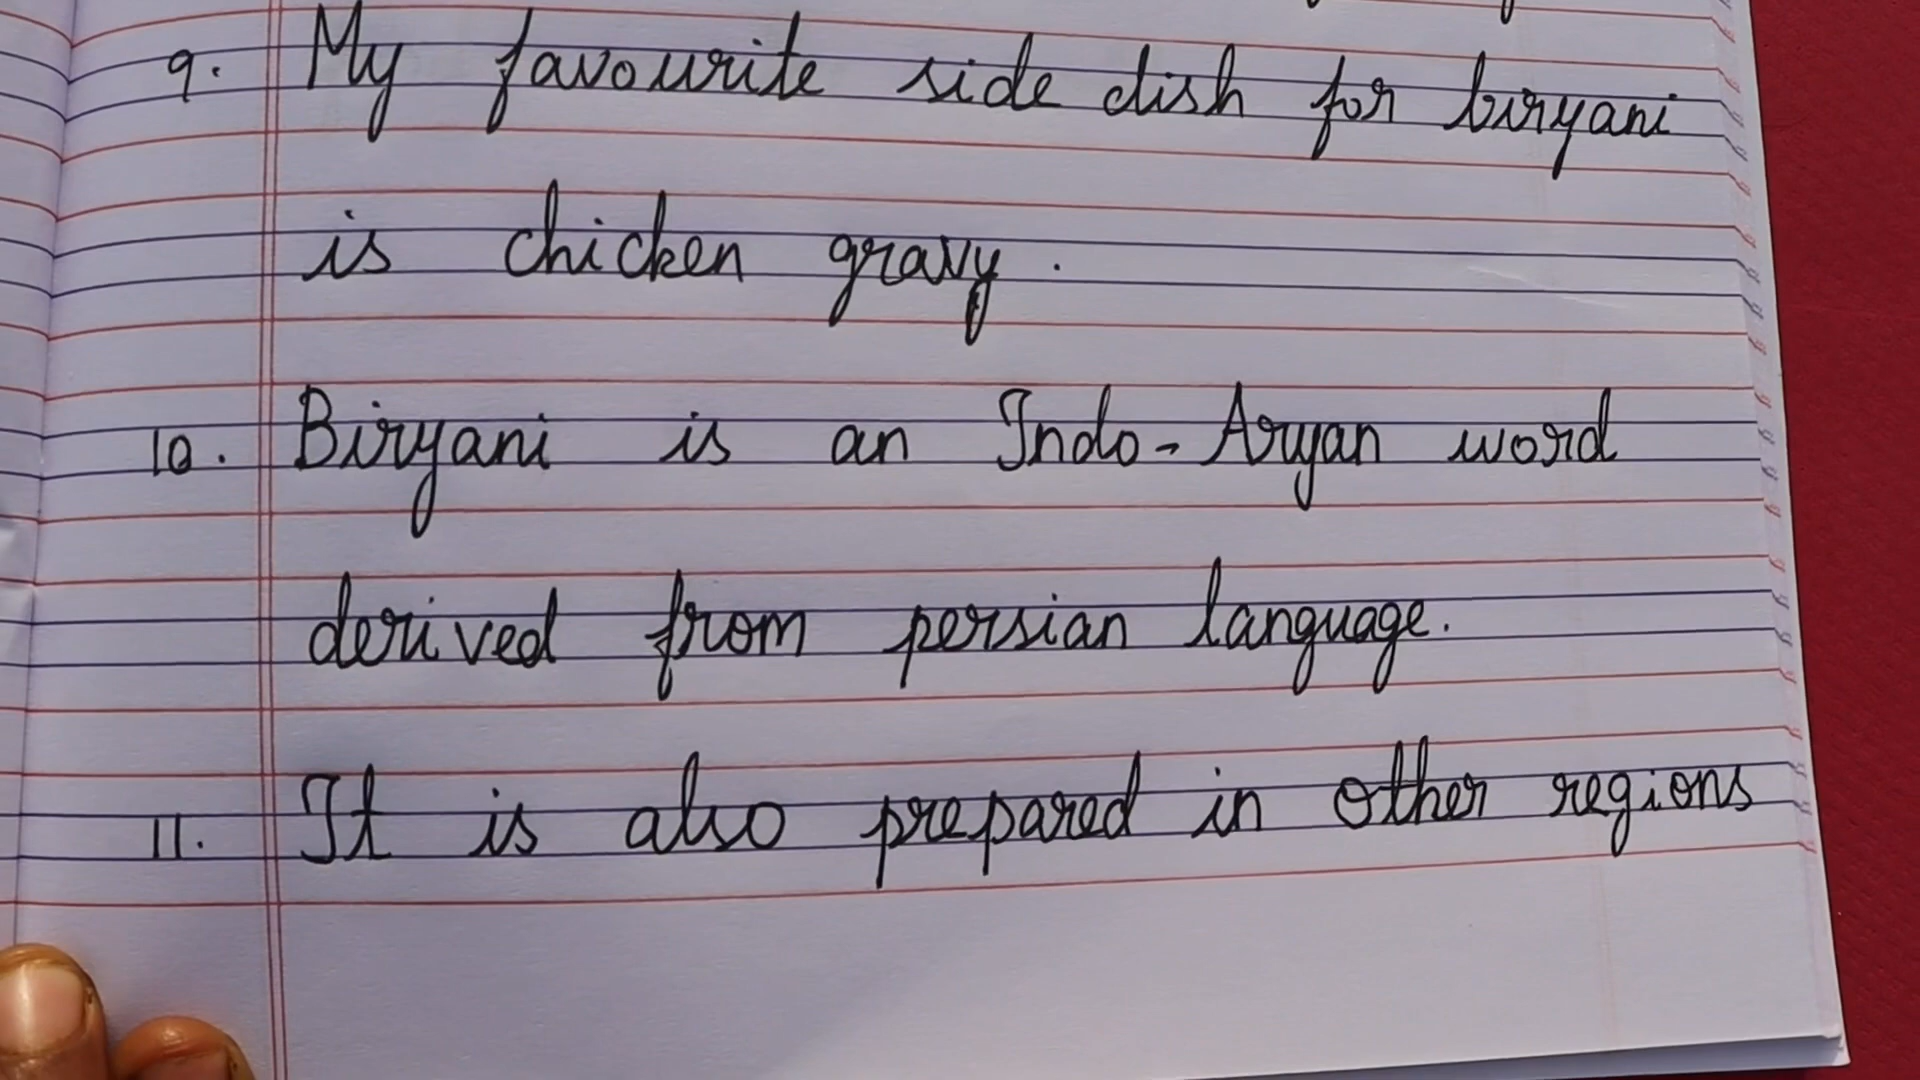 9. My favourite side dish for biryani
is chicken gravy.
10. Biryani is an Indo-Aryan word
derived from persian language.
11. It is also prepared in other regions